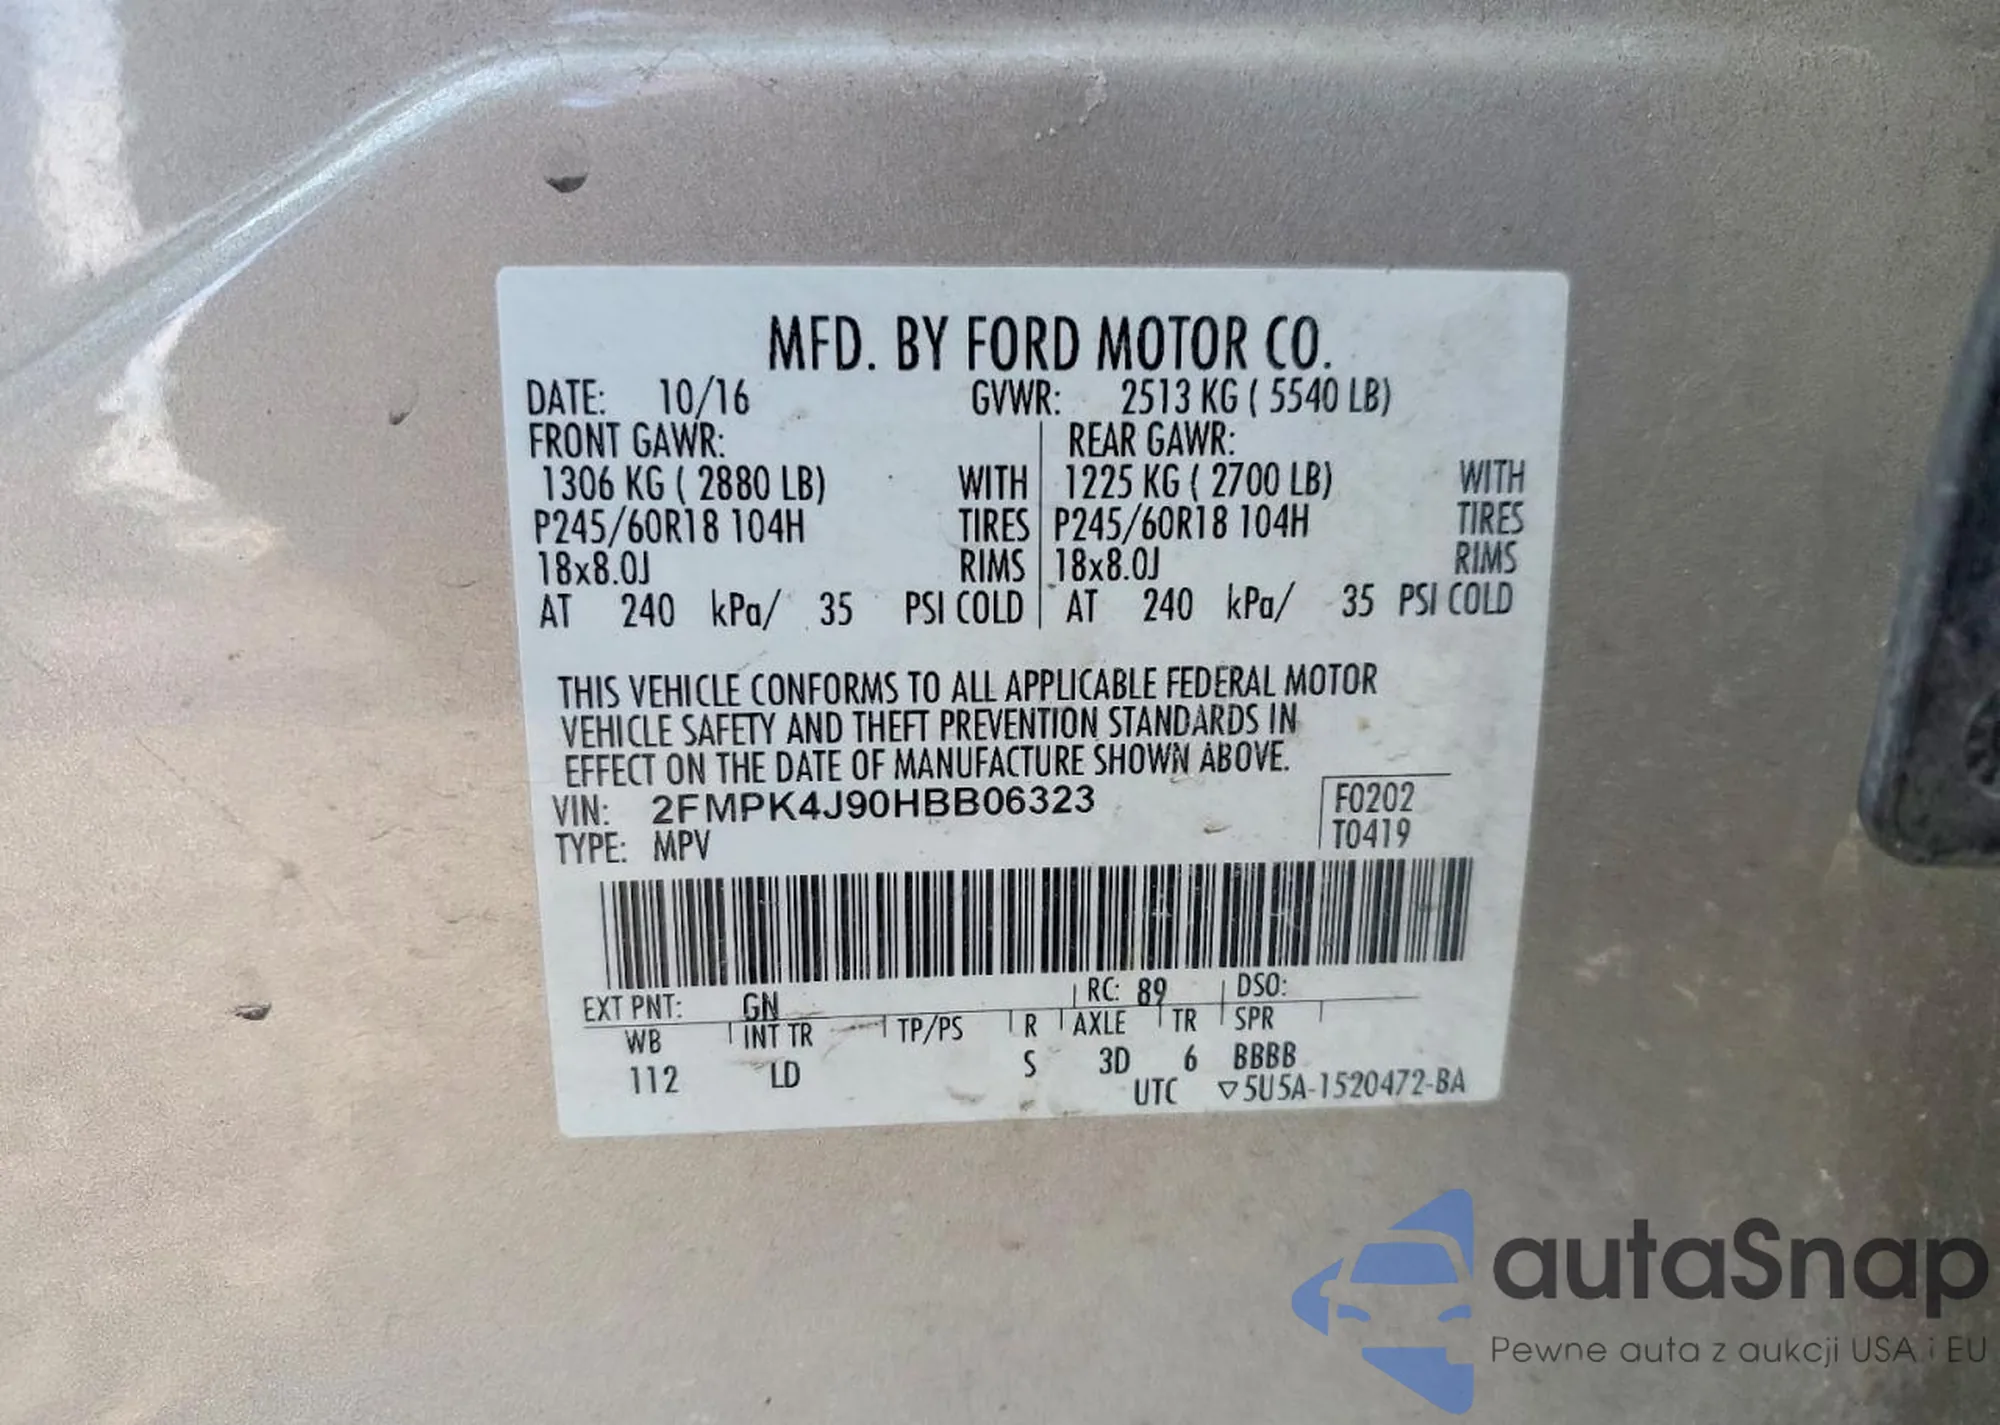 MFD. BY FORD MOTOR CO.
DATE: 10/16 GVWR: 2513 KG ( 5540 LB)
FRONT GAWR: REAR GAWR:
1306 KG ( 2880 LB) WITH 1225 KG ( 2700 LB) WITH
P245/60R18 104H TIRES P245/60R18 104H TIRES
18x8.0J RIMS 18x8.0J RIMS
AT 240 kPa/ 35 PSI COLD AT 240 kPa/ 35 PSI COLD
THIS VEHICLE CONFORMS TO ALL APPLICABLE FEDERAL MOTOR
VEHICLE SAFETY AND THEFT PREVENTION STANDARDS IN
EFFECT ON THE DATE OF MANUFACTURE SHOWN ABOVE.
VIN: 2FMPK4J90HBB06323 F0202
TYPE: MPV T0419
EXT PNT: GN RC: 89 DSO:
WB INT TR TP/PS R AXLE TR SPR
112 LD S 3D 6 BBBB
UTC ▽5U5A-1520472-BA
autaSnap
Pewne auta z aukcji USA i EU